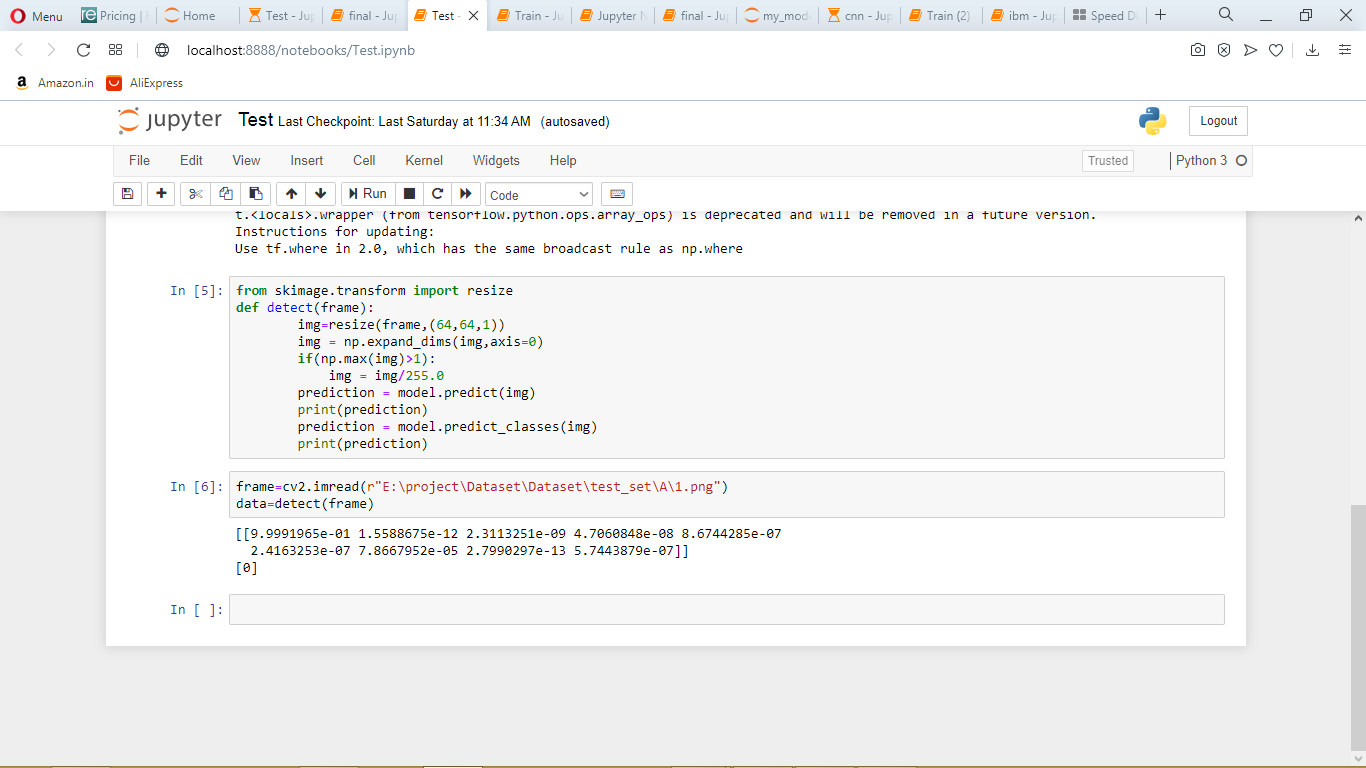 Menu
Pricing |
Home
Test - Jup
final - Ju
Test -
Train - Ju
Jupyter N
final - Ju
my_mod
cnn - Jup
Train (2)
ibm - Jup
Speed Di
localhost:8888/notebooks/Test.ipynb
Amazon.in
AliExpress
jupyter Test Last Checkpoint: Last Saturday at 11:34 AM (autosaved)
Logout
File Edit View Insert Cell Kernel Widgets Help
Trusted
Python 3
Run
Code
t.<locals>.wrapper (from tensorflow.python.ops.array_ops) is deprecated and will be removed in a future version.
Instructions for updating:
Use tf.where in 2.0, which has the same broadcast rule as np.where
In [5]:
from skimage.transform import resize
def detect(frame):
        img=resize(frame,(64,64,1))
        img = np.expand_dims(img,axis=0)
        if(np.max(img)>1):
            img = img/255.0
        prediction = model.predict(img)
        print(prediction)
        prediction = model.predict_classes(img)
        print(prediction)
In [6]:
frame=cv2.imread(r"E:\project\Dataset\Dataset\test_set\A\1.png")
data=detect(frame)
[[9.9991965e-01 1.5588675e-12 2.3113251e-09 4.7060848e-08 8.6744285e-07
  2.4163253e-07 7.8667952e-05 2.7990297e-13 5.7443879e-07]]
[0]
In [ ]: